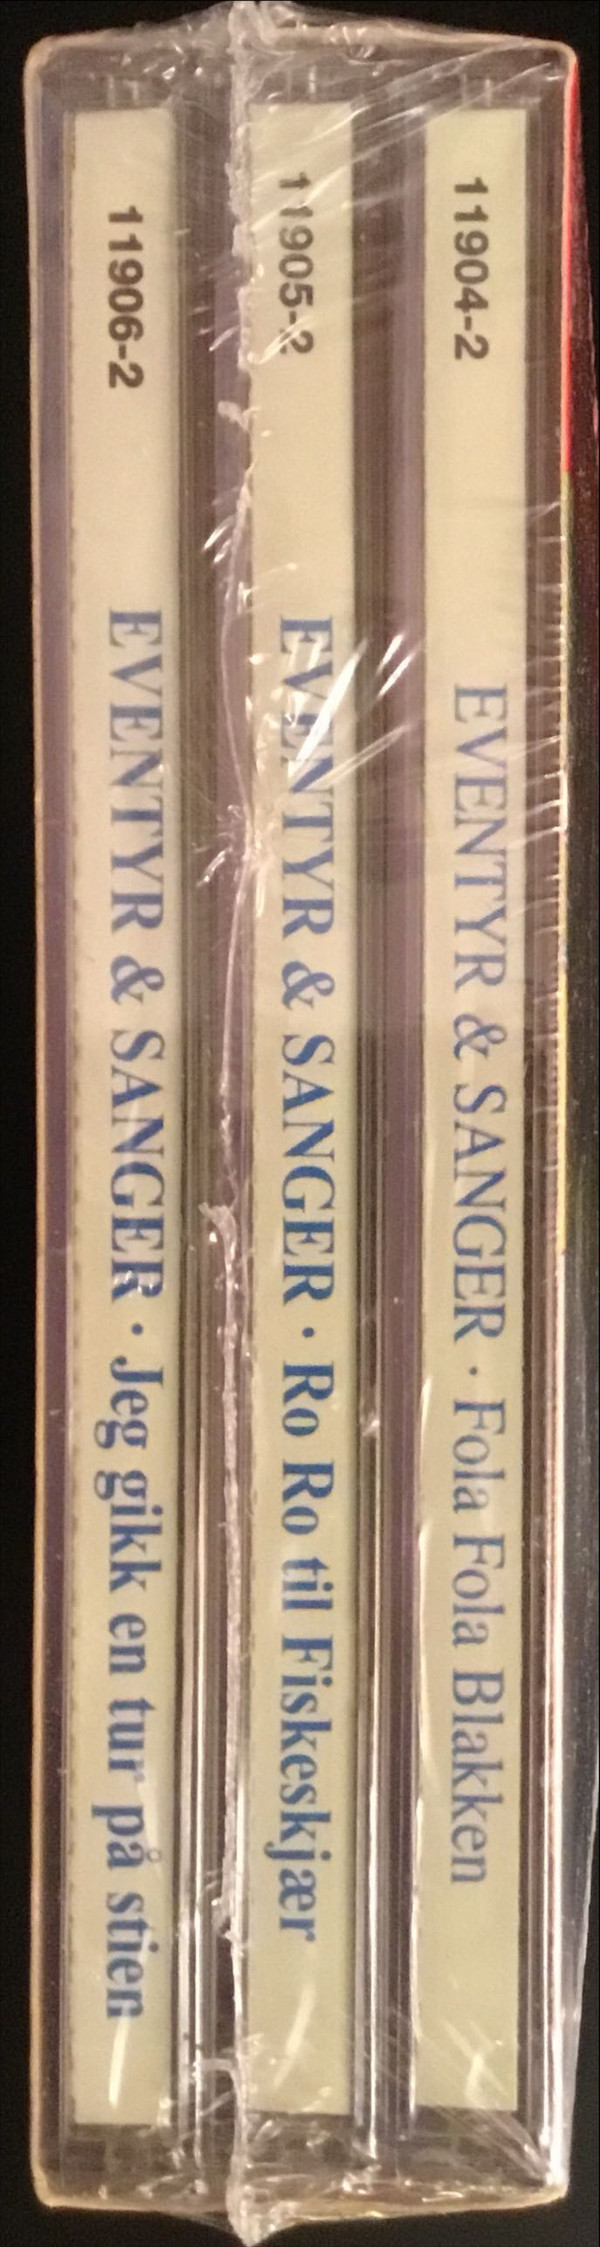 11904-2 EVENTYR & SANGER · Fola Fola Blakken
11905-2 EVENTYR & SANGER · Ro Ro til Fiskeskjær
11906-2 EVENTYR & SANGER · Jeg gikk en tur på stien